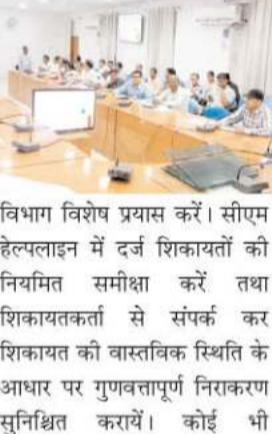 विभाग विशेष प्रयास करें। सीएम
हेल्पलाइन में दर्ज शिकायतों की
नियमित समीक्षा करें तथा
शिकायतकर्ता से संपर्क कर
शिकायत की वास्तविक स्थिति के
आधार पर गुणवत्तापूर्ण निराकरण
सुनिश्चित करायें। कोई भी